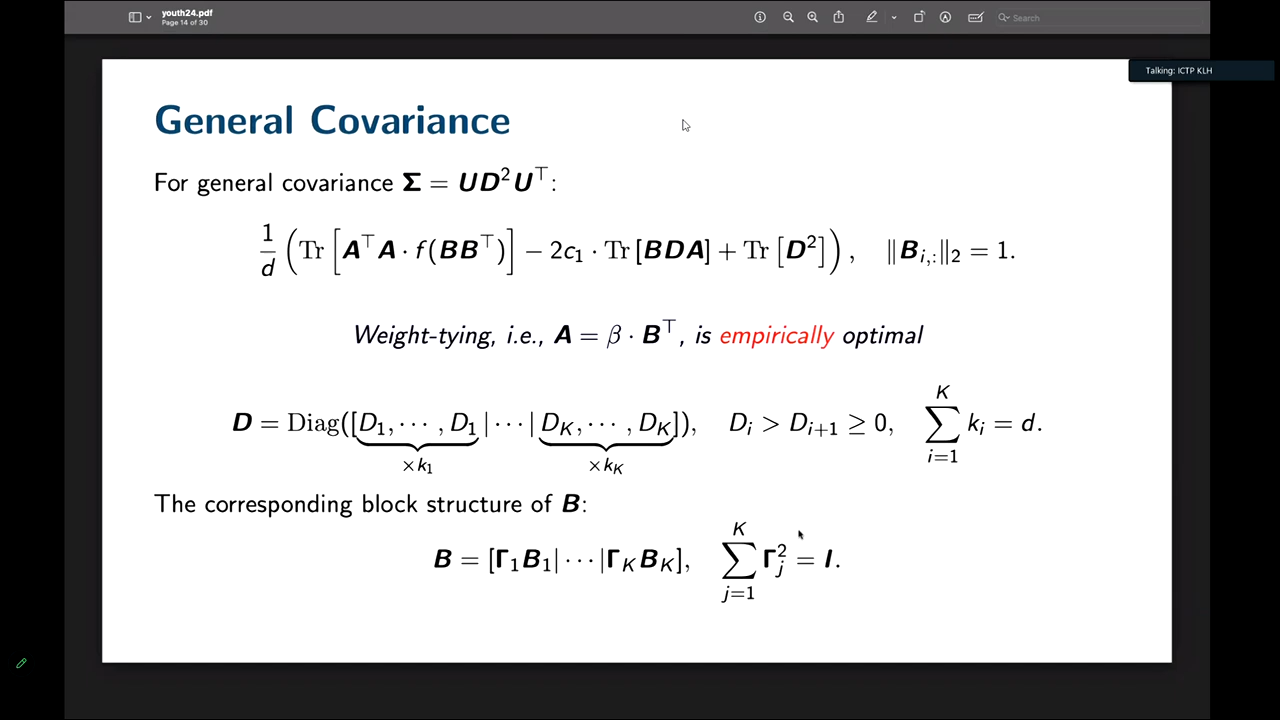 youth24.pdf
Page 14 of 30
Search
Talking: ICTP KLH
General Covariance
For general covariance Σ = UD²U⊤:
1/d (Tr[A⊤A · f(BB⊤)] − 2c₁ · Tr[BDA] + Tr[D²]), ‖B_{i,:}‖₂ = 1.
Weight-tying, i.e., A = β · B⊤, is empirically optimal
D = Diag([D₁, ⋯ , D₁ | ⋯ | D_K, ⋯ , D_K]), D_i > D_{i+1} ≥ 0, ∑_{i=1}^{K} k_i = d.
×k₁ ×k_K
The corresponding block structure of B:
B = [Γ₁B₁| ⋯ |Γ_K B_K], ∑_{j=1}^{K} Γ_j² = I.